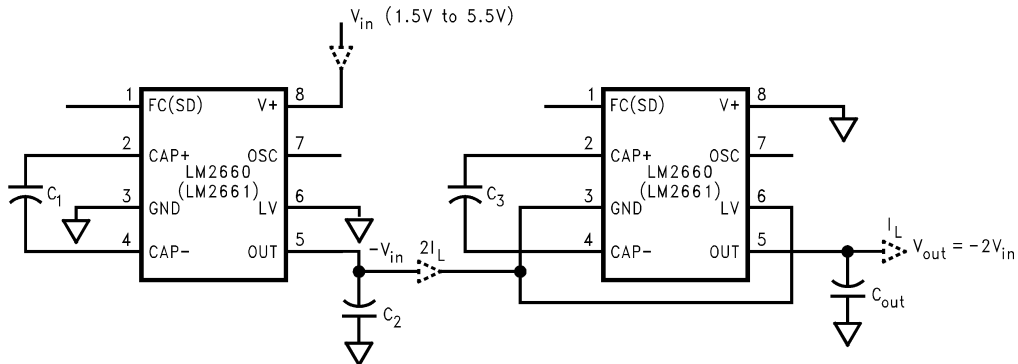 V_in (1.5V to 5.5V)
1 FC(SD) V+ 8
2 CAP+ OSC 7
LM2660
(LM2661)
3 GND LV 6
4 CAP- OUT 5
C_1
-V_in 2I_L
C_2
1 FC(SD) V+ 8
2 CAP+ OSC 7
LM2660
(LM2661)
3 GND LV 6
4 CAP- OUT 5
C_3
I_L
V_out = -2V_in
C_out